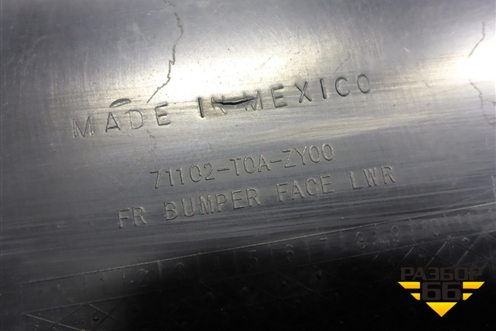 MADE IN MEXICO
71102-T0A-ZY00
FR BUMPER FACE LWR
РАЗБОР
66